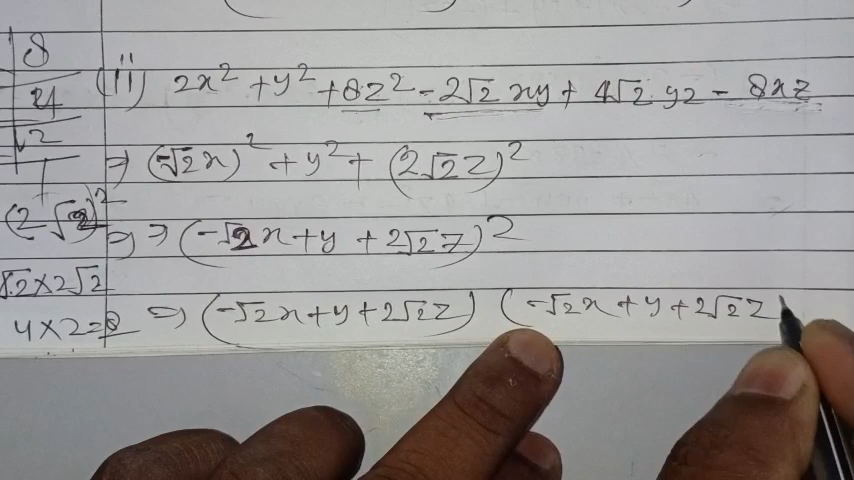 8
4
√2
(ii) 2x² + y² + 8z² - 2√2 xy + 4√2 yz - 8xz
⇒ (-√2x)² + y² + (2√2z)²
(2√2)²
⇒ ⇒ (-√2x + y + 2√2z)²
√2 × 2√2
4 × 2 = 8
⇒ (-√2x + y + 2√2z) (-√2x + y + 2√2z